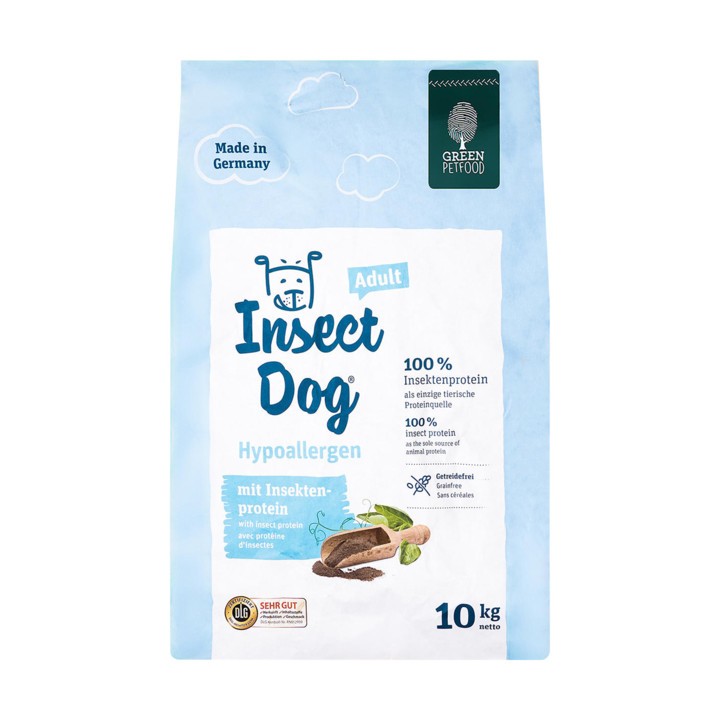 Made in
Germany
GREEN
PETFOOD
Adult
Insect
Dog®
Hypoallergen
mit Insekten-
protein
with insect protein
avec protéine
d'insectes
100 %
Insektenprotein
als einzige tierische
Proteinquelle
100 %
insect protein
as the sole source of
animal protein
Getreidefrei
Grainfree
Sans céréales
DLG
SEHR GUT
10 kg
netto